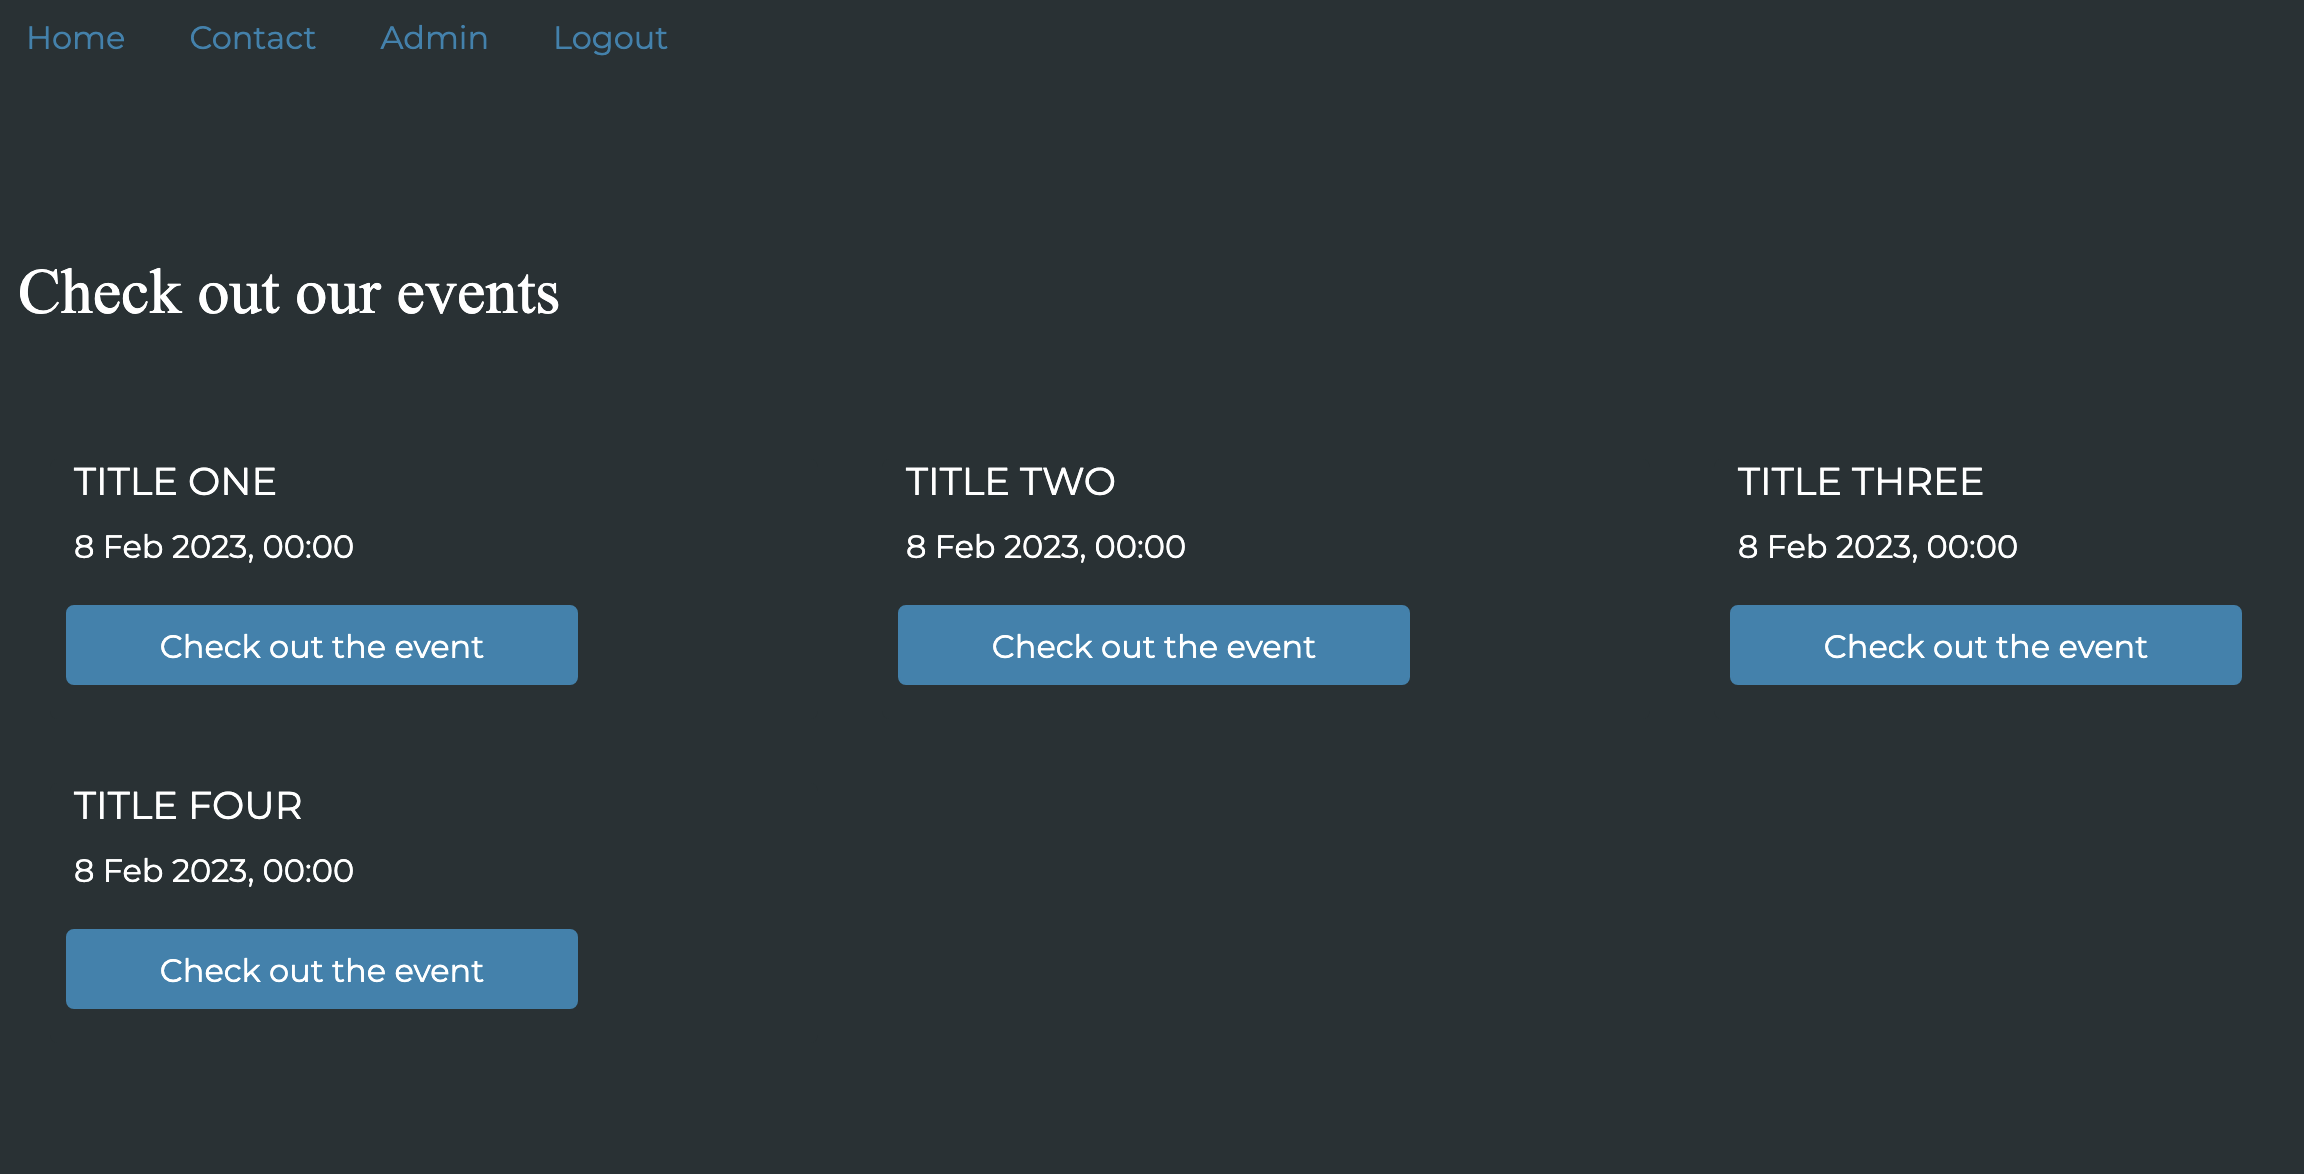 Home Contact Admin Logout
Check out our events
TITLE ONE
8 Feb 2023, 00:00
Check out the event
TITLE TWO
8 Feb 2023, 00:00
Check out the event
TITLE THREE
8 Feb 2023, 00:00
Check out the event
TITLE FOUR
8 Feb 2023, 00:00
Check out the event